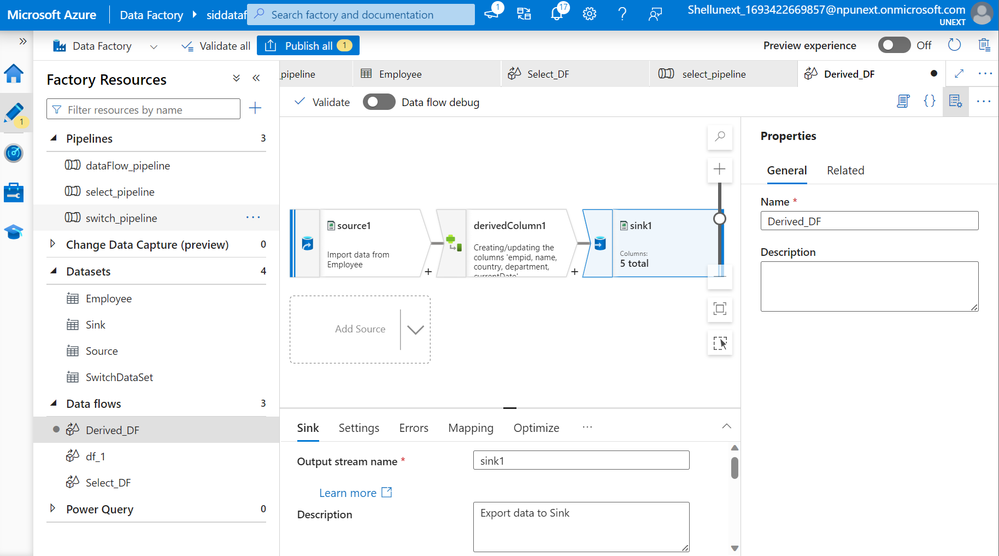 Microsoft Azure
Data Factory
siddataf
Search factory and documentation
1
17
Shellunext_1693422669857@npunext.onmicrosoft.com
UNEXT
Data Factory
Validate all
Publish all
1
Preview experience
Off
1
Factory Resources
Filter resources by name
Pipelines
3
dataFlow_pipeline
select_pipeline
switch_pipeline
Change Data Capture (preview)
0
Datasets
4
Employee
Sink
Source
SwitchDataSet
Data flows
3
Derived_DF
df_1
Select_DF
Power Query
0
_pipeline
Employee
Select_DF
select_pipeline
Derived_DF
Validate
Data flow debug
source1
Import data from
Employee
derivedColumn1
Creating/updating the
columns 'empid, name,
country, department,
currentDate'
sink1
Columns:
5 total
Add Source
Sink
Settings
Errors
Mapping
Optimize
Output stream name *
sink1
Learn more
Description
Export data to Sink
Properties
General
Related
Name *
Derived_DF
Description